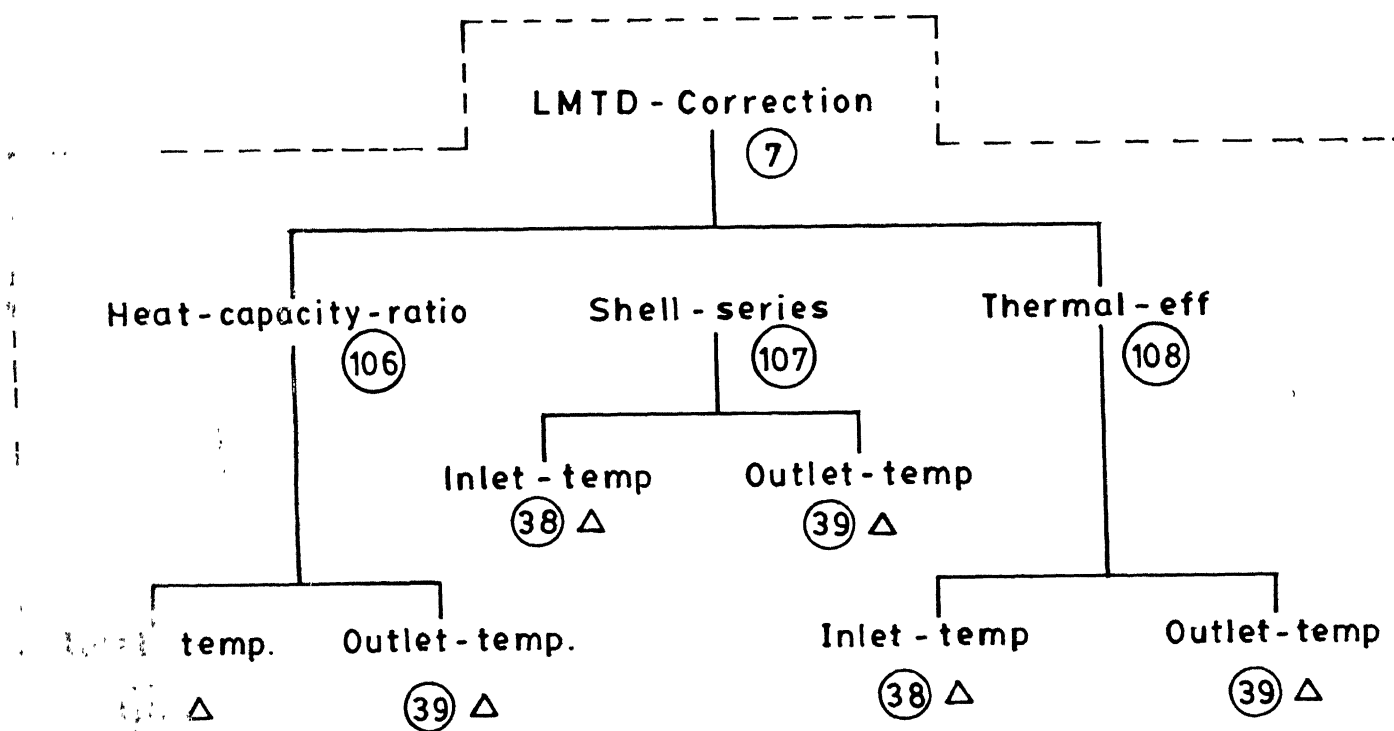 LMTD - Correction
7
Heat-capacity-ratio Shell - series Thermal-eff
106 107 108
Inlet - temp Outlet - temp
38 △ 39 △
temp. Outlet-temp. Inlet - temp Outlet-temp
△ 39 △ 38 △ 39 △